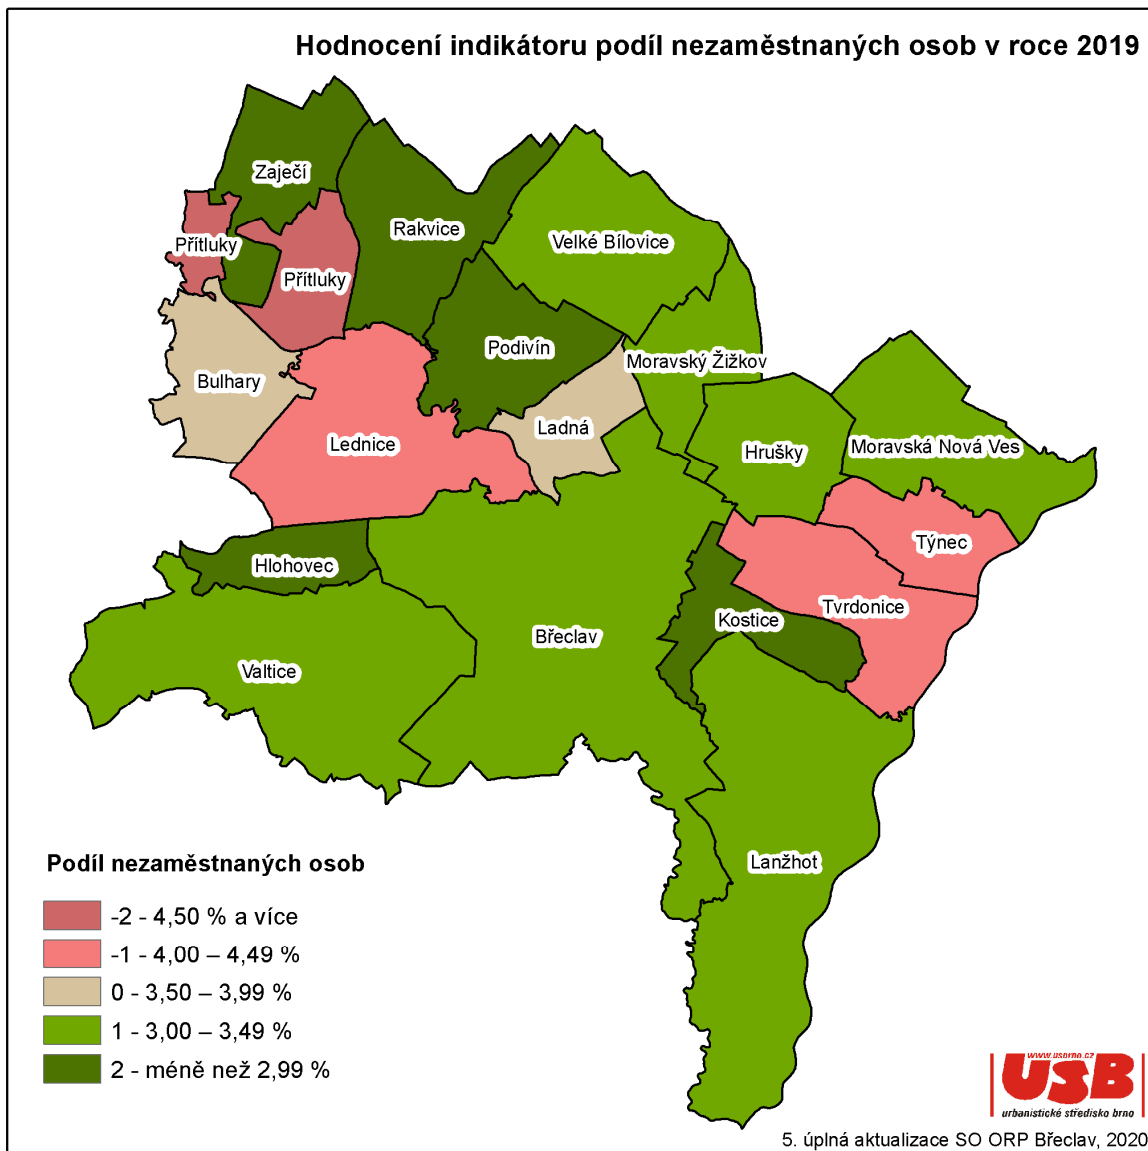 Hodnocení indikátoru podíl nezaměstnaných osob v roce 2019
Zaječí
Rakvice
Přítluky
Velké Bílovice
Přítluky
Podivín
Moravský Žižkov
Bulhary
Ladná
Lednice
Hrušky
Moravská Nová Ves
Týnec
Hlohovec
Tvrdonice
Kostice
Břeclav
Valtice
Lanžhot
Podíl nezaměstnaných osob
-2 - 4,50 % a více
-1 - 4,00 – 4,49 %
0 - 3,50 – 3,99 %
1 - 3,00 – 3,49 %
2 - méně než 2,99 %
www.usbrno.cz
USB
urbanistické středisko brno
5. úplná aktualizace SO ORP Břeclav, 2020